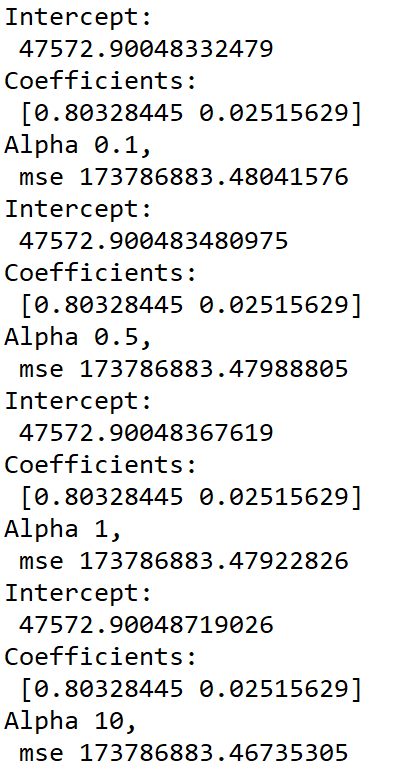 Intercept:
 47572.90048332479
Coefficients:
 [0.80328445 0.02515629]
Alpha 0.1,
 mse 173786883.48041576
Intercept:
 47572.900483480975
Coefficients:
 [0.80328445 0.02515629]
Alpha 0.5,
 mse 173786883.47988805
Intercept:
 47572.90048367619
Coefficients:
 [0.80328445 0.02515629]
Alpha 1,
 mse 173786883.47922826
Intercept:
 47572.90048719026
Coefficients:
 [0.80328445 0.02515629]
Alpha 10,
 mse 173786883.46735305